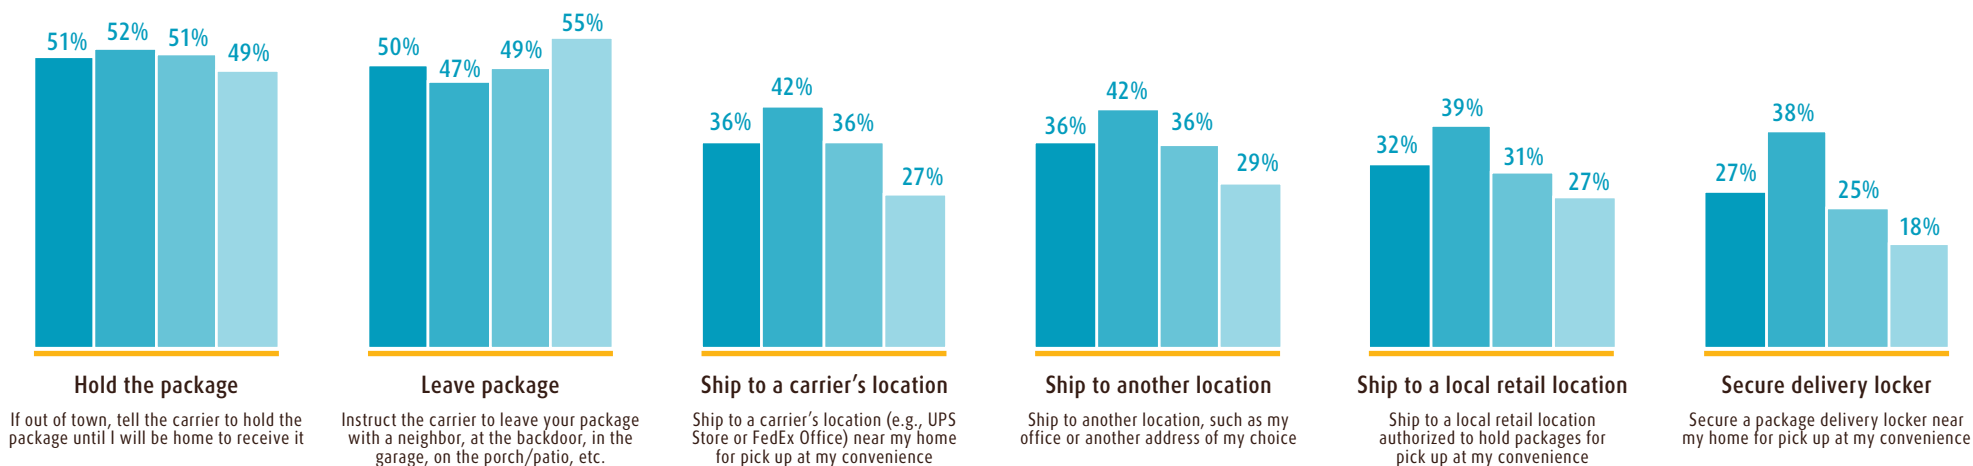 51%
52%
51%
49%
Hold the package
If out of town, tell the carrier to hold the
package until I will be home to receive it
50%
47%
49%
55%
Leave package
Instruct the carrier to leave your package
with a neighbor, at the backdoor, in the
garage, on the porch/patio, etc.
36%
42%
36%
27%
Ship to a carrier's location
Ship to a carrier's location (e.g., UPS
Store or FedEx Office) near my home
for pick up at my convenience
36%
42%
36%
29%
Ship to another location
Ship to another location, such as my
office or another address of my choice
32%
39%
31%
27%
Ship to a local retail location
Ship to a local retail location
authorized to hold packages for
pick up at my convenience
27%
38%
25%
18%
Secure delivery locker
Secure a package delivery locker near
my home for pick up at my convenience